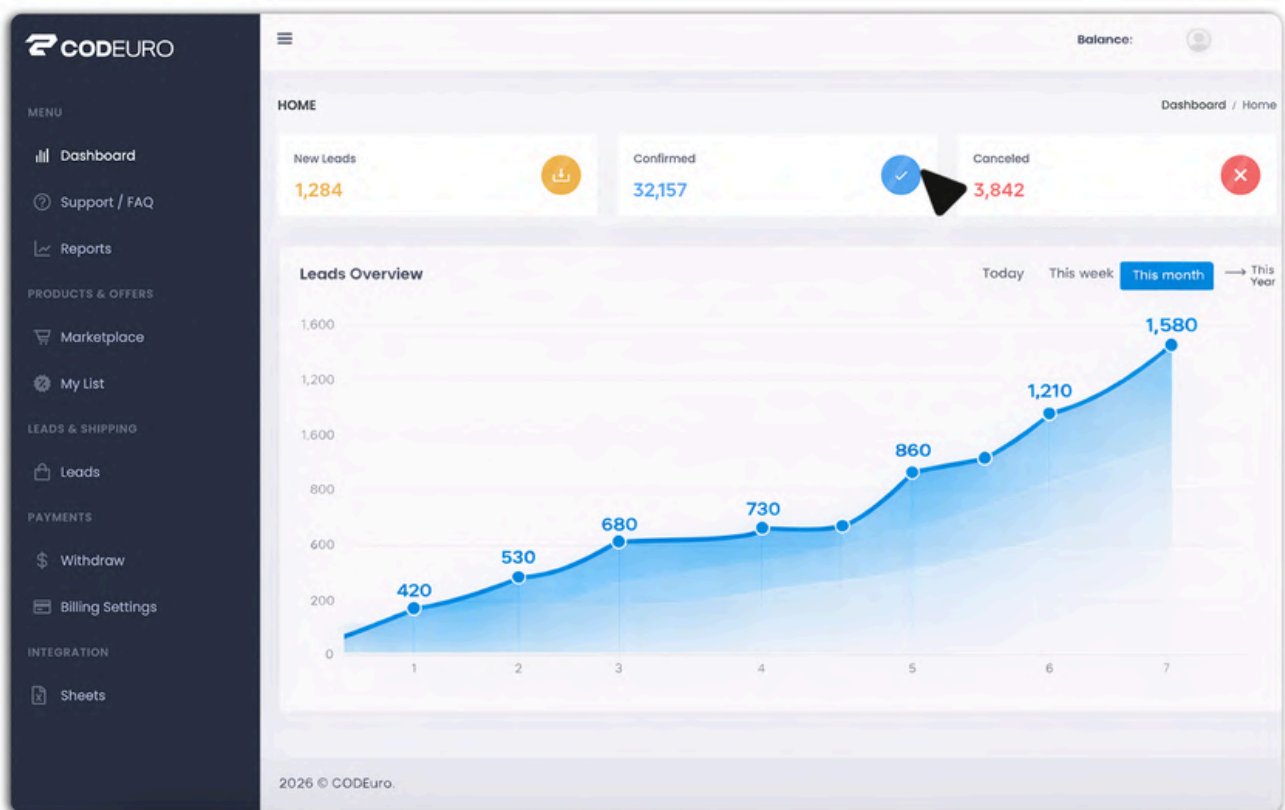 CODEURO
Balance:
MENU
Dashboard
Support / FAQ
Reports
PRODUCTS & OFFERS
Marketplace
My List
LEADS & SHIPPING
Leads
PAYMENTS
Withdraw
Billing Settings
INTEGRATION
Sheets
HOME
Dashboard / Home
New Leads
1,284
Confirmed
32,157
Canceled
3,842
Leads Overview
Today This week This month → This
Year
1,600
1,200
1,600
800
600
200
0
420
530
680
730
860
1,210
1,580
1 2 3 4 5 6 7
2026 © CODEuro.